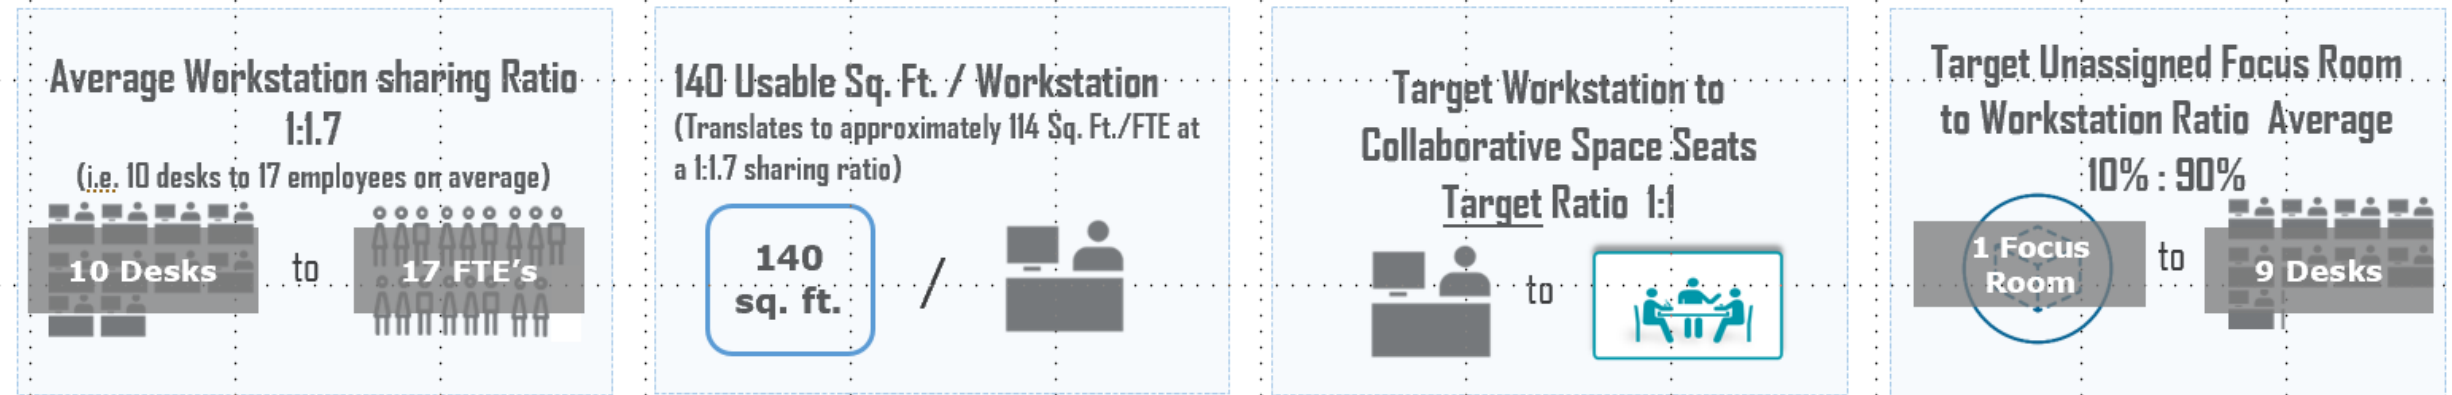 Average Workstation sharing Ratio
1:1.7
(i.e. 10 desks to 17 employees on average)
10 Desks
to
17 FTE’s
140 Usable Sq. Ft. / Workstation
(Translates to approximately 114 Sq. Ft./FTE at
a 1:1.7 sharing ratio)
140
sq. ft.
/
Target Workstation to
Collaborative Space Seats
Target Ratio 1:1
to
Target Unassigned Focus Room
to Workstation Ratio Average
10% : 90%
1 Focus
Room
to
9 Desks